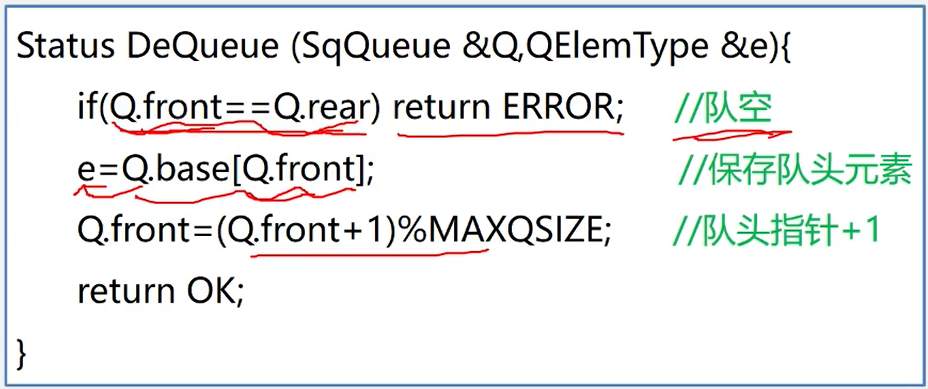 Status DeQueue (SqQueue &Q,QElemType &e){
if(Q.front==Q.rear) return ERROR; //队空
e=Q.base[Q.front]; //保存队头元素
Q.front=(Q.front+1)%MAXQSIZE; //队头指针+1
return OK;
}